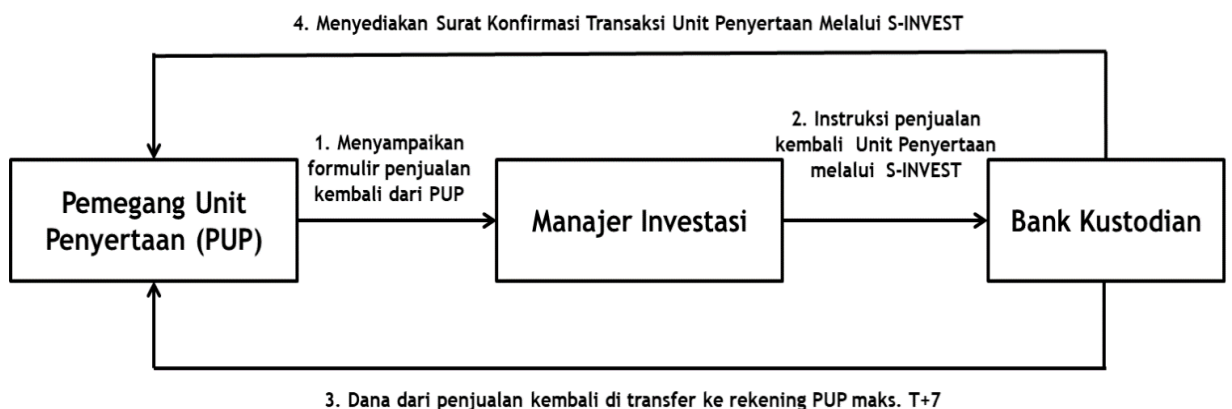 4. Menyediakan Surat Konfirmasi Transaksi Unit Penyertaan Melalui S-INVEST
1. Menyampaikan
formulir penjualan
kembali dari PUP
2. Instruksi penjualan
kembali Unit Penyertaan
melalui S-INVEST
Pemegang Unit
Penyertaan (PUP)
Manajer Investasi
Bank Kustodian
3. Dana dari penjualan kembali di transfer ke rekening PUP maks. T+7